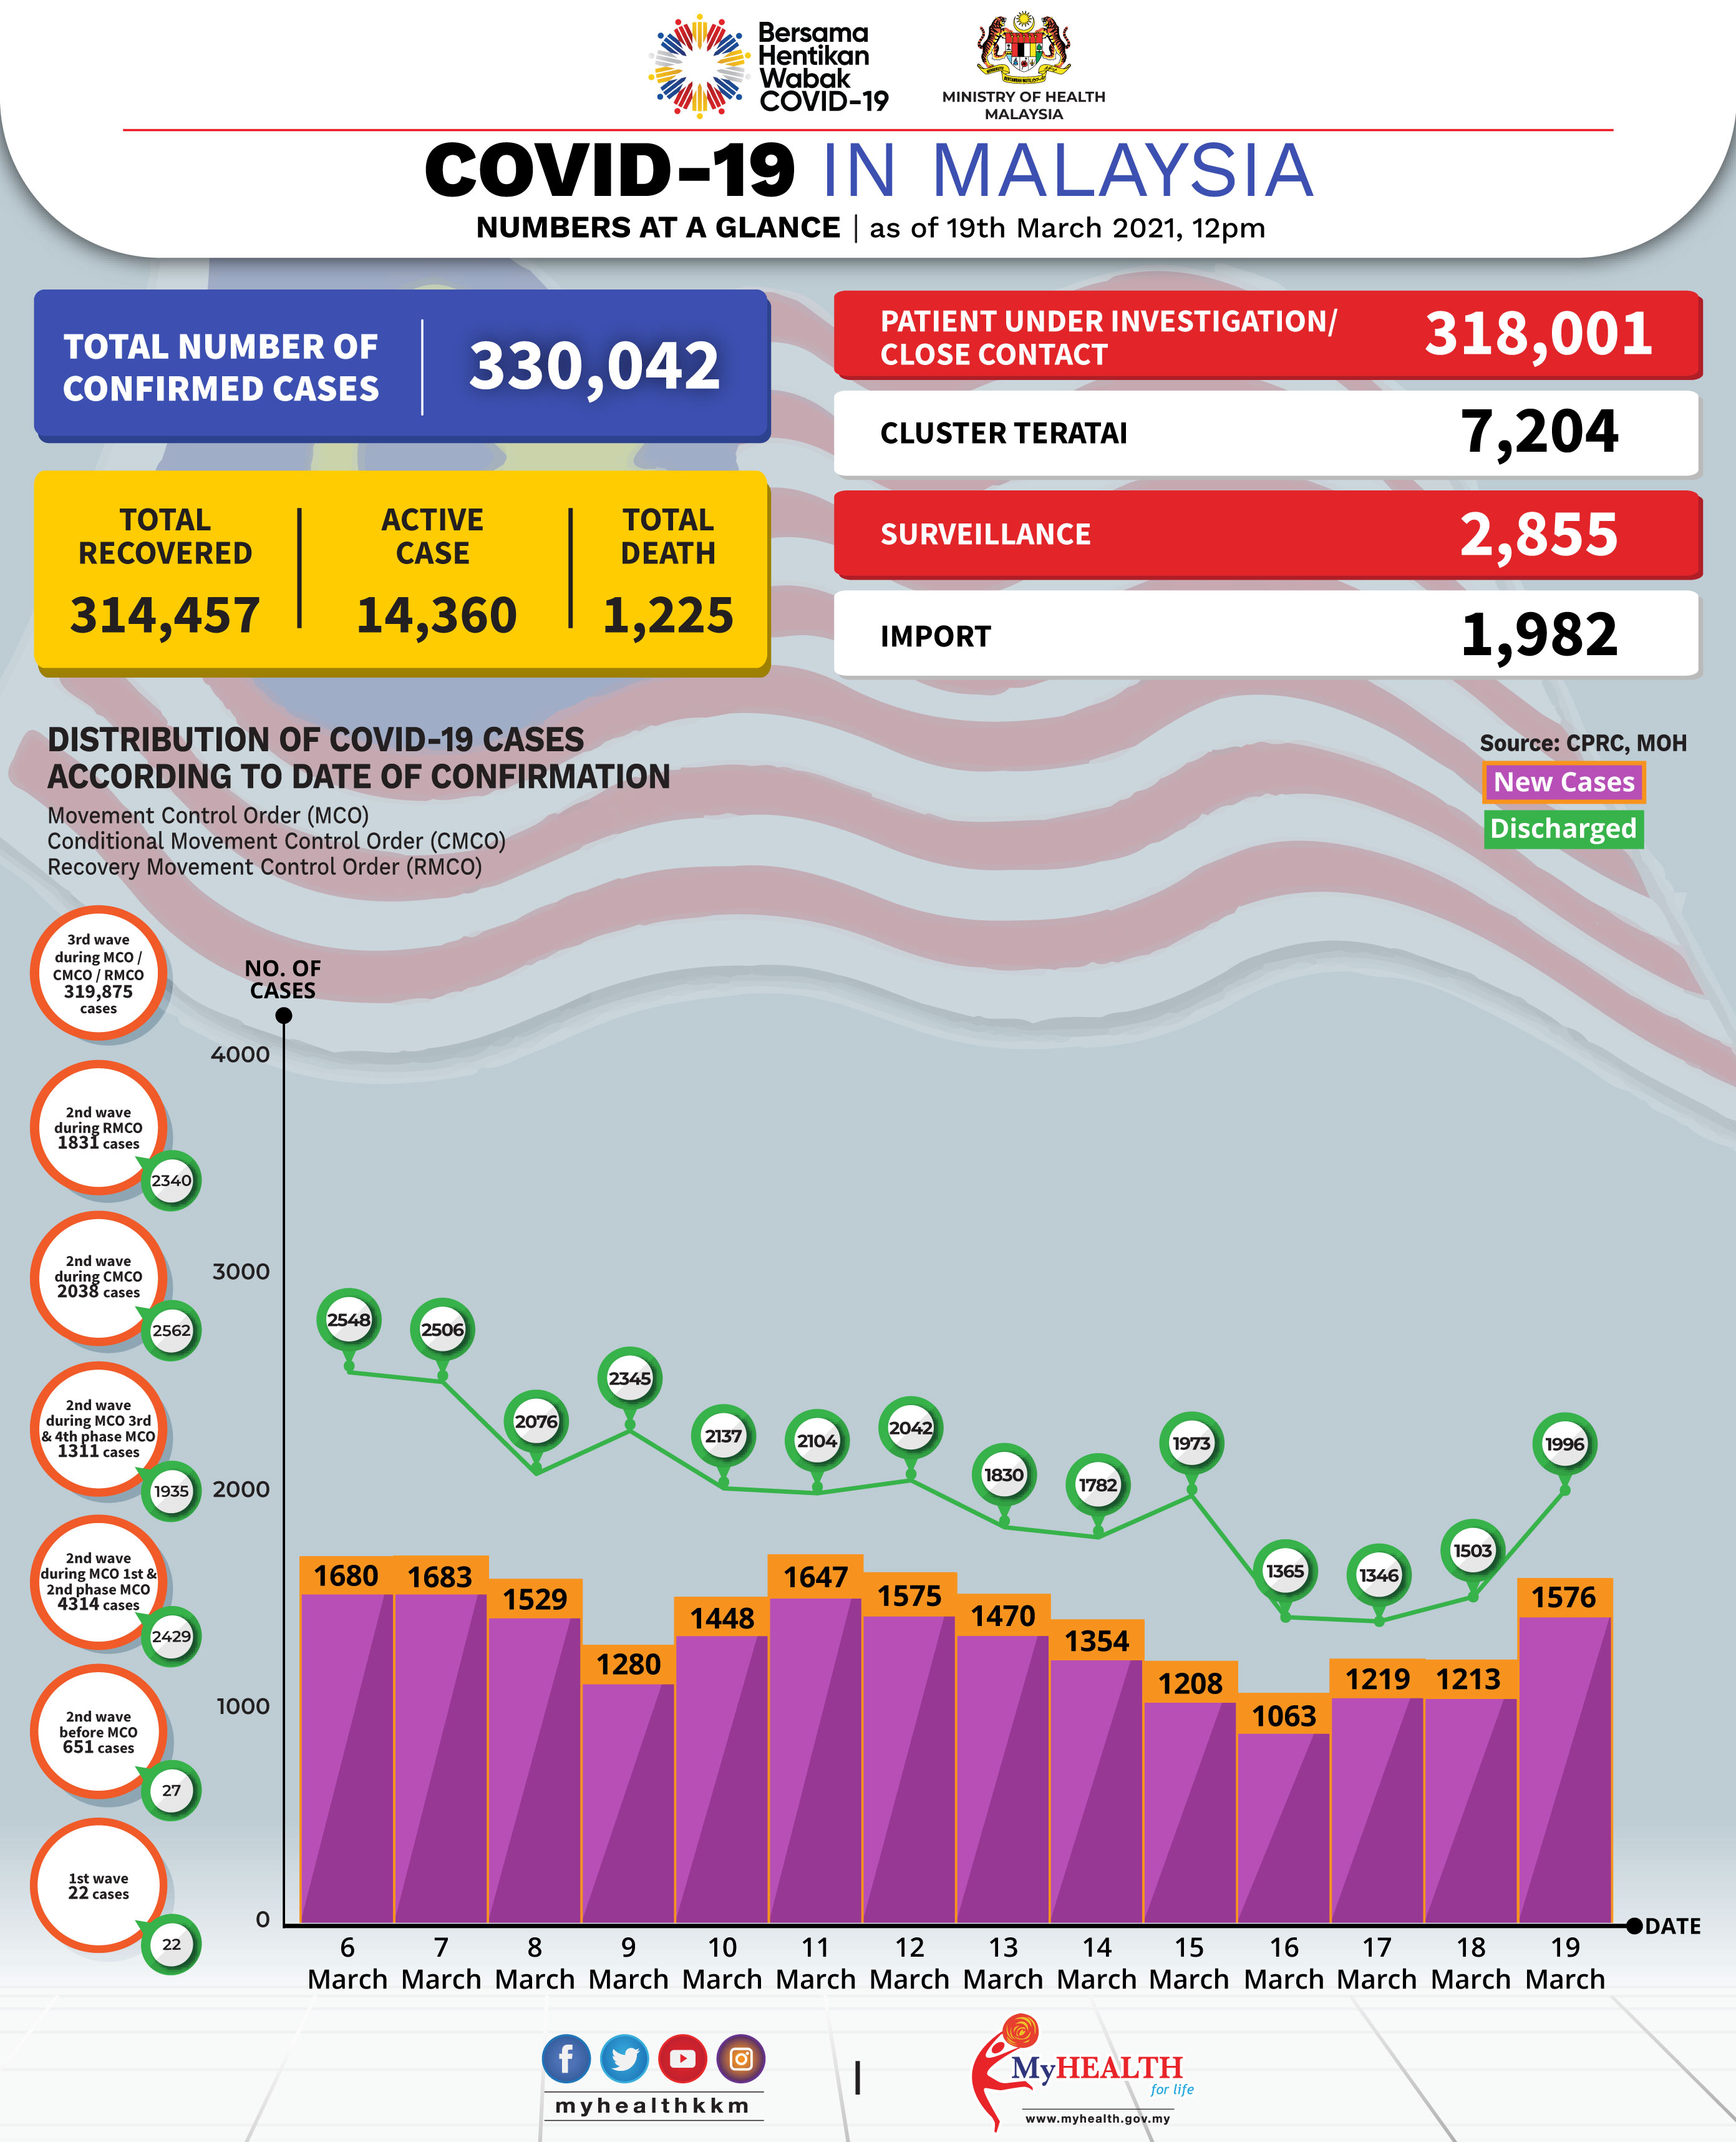 Bersama
Hentikan
Wabak
COVID-19
MINISTRY OF HEALTH
MALAYSIA
COVID-19 IN MALAYSIA
NUMBERS AT A GLANCE | as of 19th March 2021, 12pm
TOTAL NUMBER OF
CONFIRMED CASES
330,042
TOTAL
RECOVERED
314,457
ACTIVE
CASE
14,360
TOTAL
DEATH
1,225
PATIENT UNDER INVESTIGATION/
CLOSE CONTACT
318,001
CLUSTER TERATAI
7,204
SURVEILLANCE
2,855
IMPORT
1,982
DISTRIBUTION OF COVID-19 CASES
ACCORDING TO DATE OF CONFIRMATION
Movement Control Order (MCO)
Conditional Movement Control Order (CMCO)
Recovery Movement Control Order (RMCO)
Source: CPRC, MOH
New Cases
Discharged
3rd wave
during MCO /
CMCO / RMCO
319,875
cases
2nd wave
during RMCO
1831 cases
2340
2nd wave
during CMCO
2038 cases
2562
2nd wave
during MCO 3rd
& 4th phase MCO
1311 cases
1935
2nd wave
during MCO 1st &
2nd phase MCO
4314 cases
2429
2nd wave
before MCO
651 cases
27
1st wave
22 cases
22
NO. OF
CASES
4000
3000
2000
1000
0
2548
2506
2076
2345
2137
2104
2042
1830
1782
1973
1365
1346
1503
1996
1680
1683
1529
1280
1448
1647
1575
1470
1354
1208
1063
1219
1213
1576
DATE
6 7 8 9 10 11 12 13 14 15 16 17 18 19
March March March March March March March March March March March March March March
myhealthkkm
MyHEALTH
for life
www.myhealth.gov.my